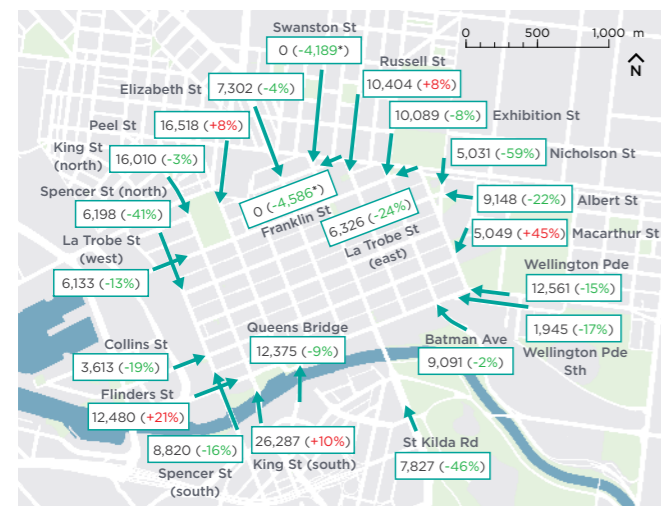 Swanston St
0 (-4,189*)
0 500 1,000 m
N
Russell St
10,404 (+8%)
Elizabeth St
7,302 (-4%)
10,089 (-8%)
Exhibition St
Peel St
16,518 (+8%)
King St
(north)
16,010 (-3%)
5,031 (-59%)
Nicholson St
Spencer St (north)
6,198 (-41%)
0 (-4,586*)
Franklin St
6,326 (-24%)
La Trobe St
(east)
9,148 (-22%)
Albert St
5,049 (+45%)
Macarthur St
La Trobe St
(west)
6,133 (-13%)
Wellington Pde
12,561 (-15%)
1,945 (-17%)
Wellington Pde
Sth
Queens Bridge
12,375 (-9%)
Batman Ave
9,091 (-2%)
Collins St
3,613 (-19%)
Flinders St
12,480 (+21%)
8,820 (-16%)
Spencer St
(south)
26,287 (+10%)
King St (south)
St Kilda Rd
7,827 (-46%)